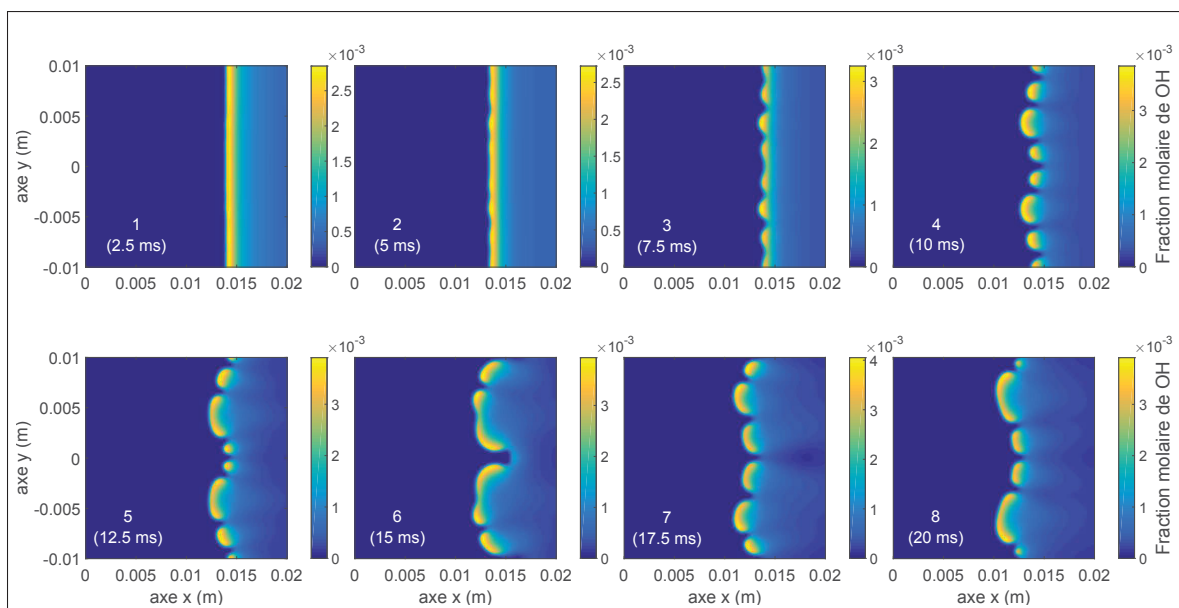 ×10⁻³ ×10⁻³ ×10⁻³ ×10⁻³
0.01
0.005
0
-0.005
-0.01
axe y (m)
1
(2.5 ms)
0 0.005 0.01 0.015 0.02
2.5
2
1.5
1
0.5
0
2
(5 ms)
0 0.005 0.01 0.015 0.02
2.5
2
1.5
1
0.5
0
3
(7.5 ms)
0 0.005 0.01 0.015 0.02
3
2
1
0
4
(10 ms)
0 0.005 0.01 0.015 0.02
3
2
1
0
Fraction molaire de OH
×10⁻³ ×10⁻³ ×10⁻³ ×10⁻³
0.01
0.005
0
-0.005
-0.01
axe y (m)
5
(12.5 ms)
0 0.005 0.01 0.015 0.02
axe x (m)
3
2
1
0
6
(15 ms)
0 0.005 0.01 0.015 0.02
axe x (m)
3
2
1
0
7
(17.5 ms)
0 0.005 0.01 0.015 0.02
axe x (m)
4
3
2
1
0
8
(20 ms)
0 0.005 0.01 0.015 0.02
axe x (m)
3
2
1
0
Fraction molaire de OH